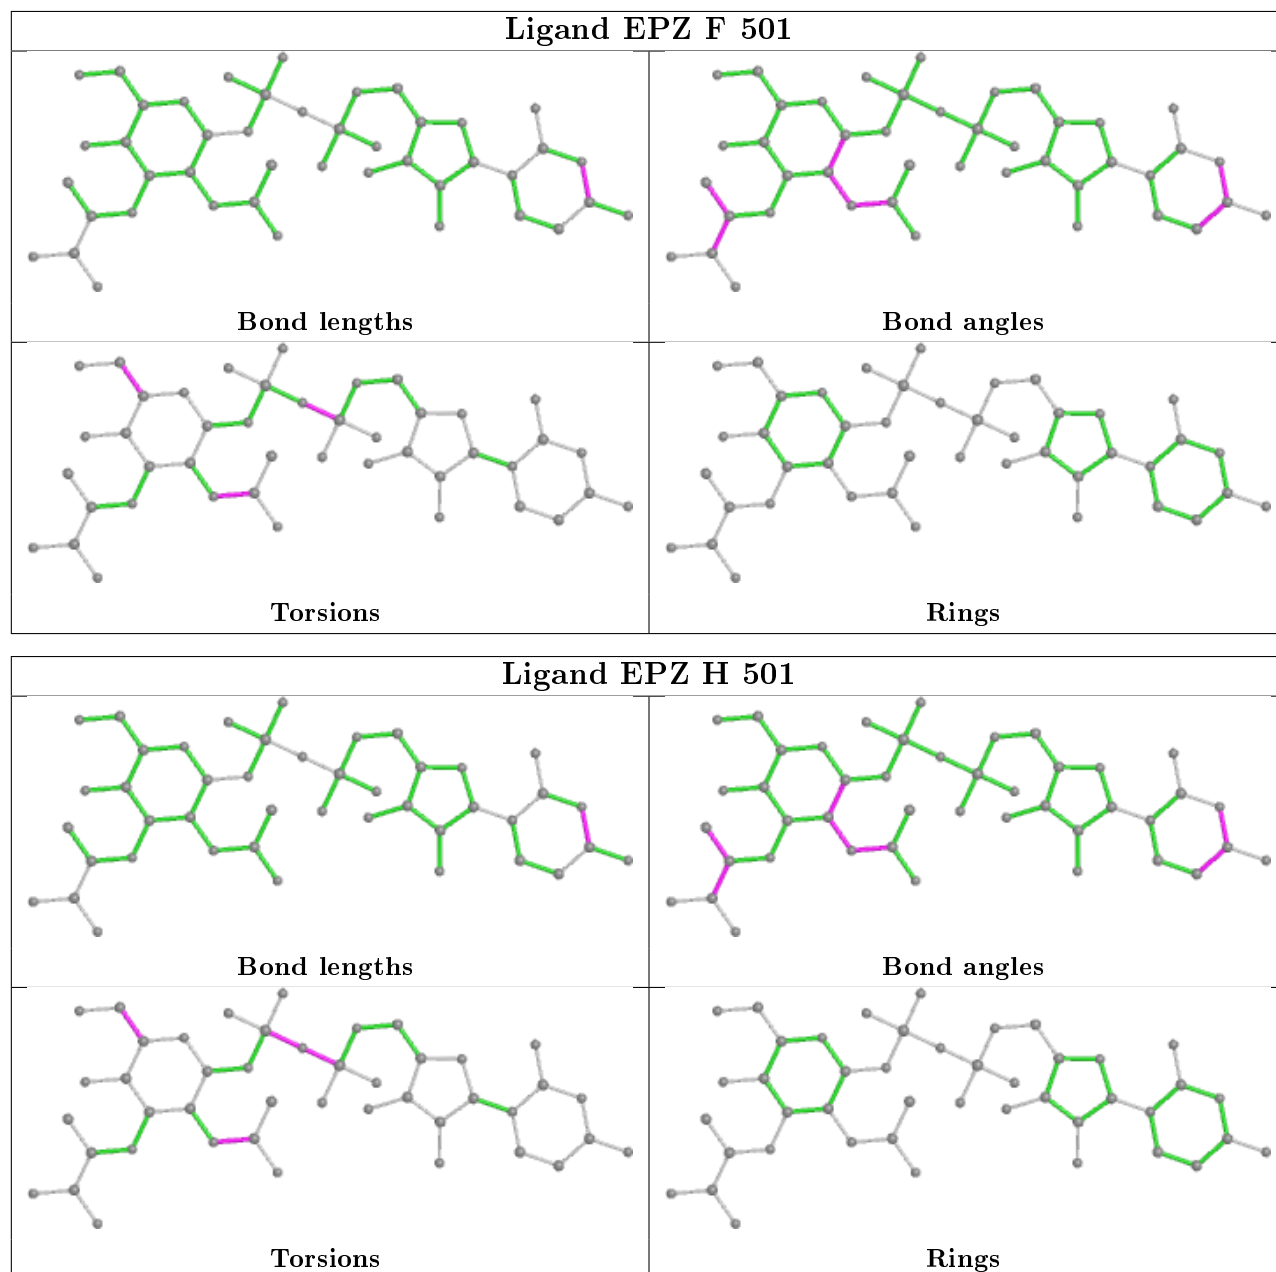 Ligand EPZ F 501
Bond lengths
Bond angles
Torsions
Rings
Ligand EPZ H 501
Bond lengths
Bond angles
Torsions
Rings